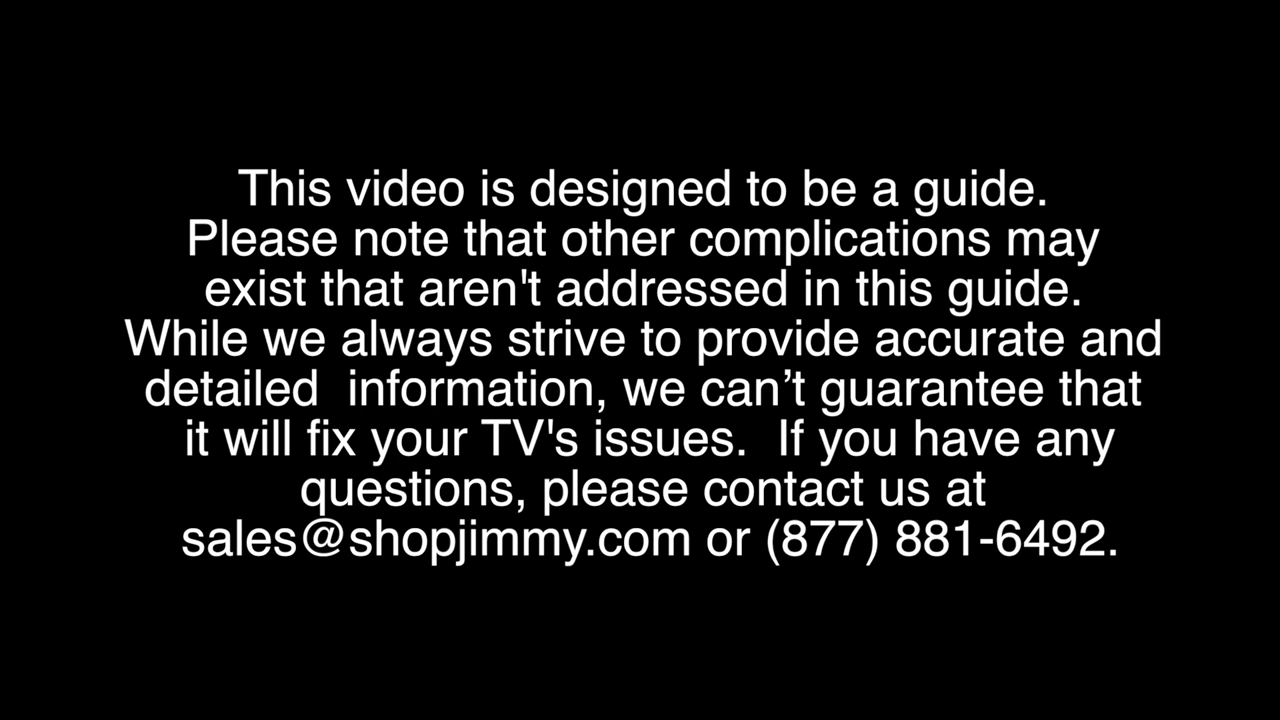 This video is designed to be a guide.
Please note that other complications may
exist that aren't addressed in this guide.
While we always strive to provide accurate and
detailed  information, we can’t guarantee that
it will fix your TV's issues.  If you have any
questions, please contact us at
sales@shopjimmy.com or (877) 881-6492.